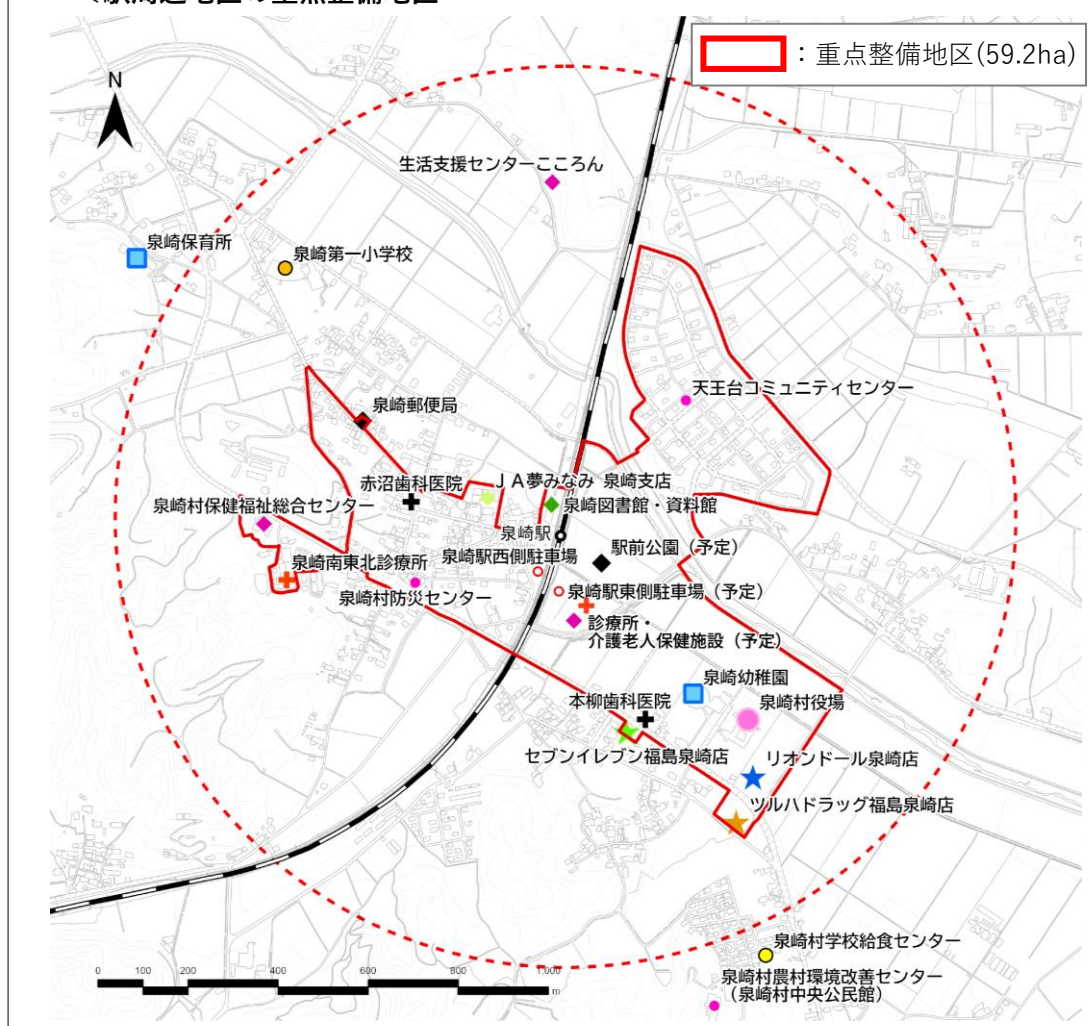 ：重点整備地区(59.2ha)
N
生活支援センターこころん
泉崎保育所
泉崎第一小学校
天王台コミュニティセンター
泉崎郵便局
赤沼歯科医院
ＪＡ夢みなみ 泉崎支店
泉崎村保健福祉総合センター
泉崎図書館・資料館
泉崎駅
駅前公園（予定）
泉崎駅西側駐車場
泉崎南東北診療所
泉崎駅東側駐車場（予定）
泉崎村防災センター
診療所・
介護老人保健施設（予定）
泉崎幼稚園
本柳歯科医院
泉崎村役場
セブンイレブン福島泉崎店
リオンドール泉崎店
ツルハドラッグ福島泉崎店
泉崎村学校給食センター
泉崎村農村環境改善センター
（泉崎村中央公民館）
0 100 200 400 600 800 1,000
m